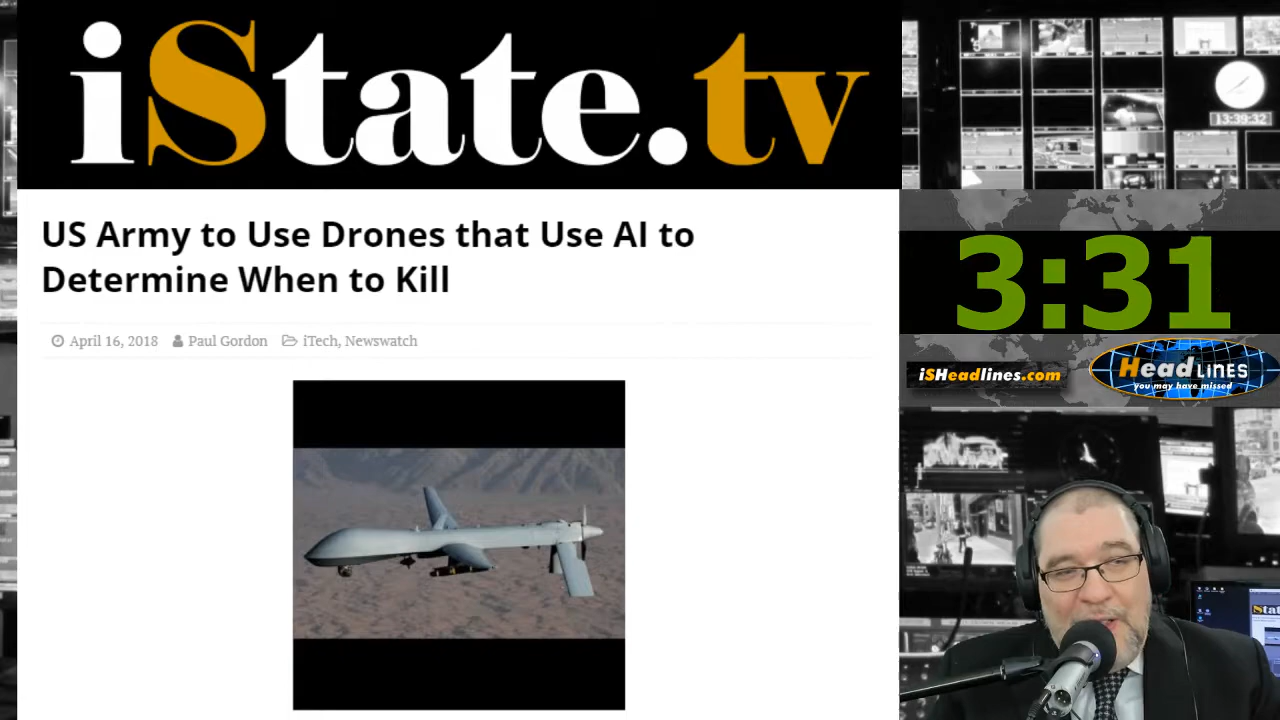 iState.tv
13:39:32
US Army to Use Drones that Use AI to
Determine When to Kill
April 16, 2018 Paul Gordon iTech, Newswatch
3:31
iSHeadlines.com
HeadLINES
you may have missed